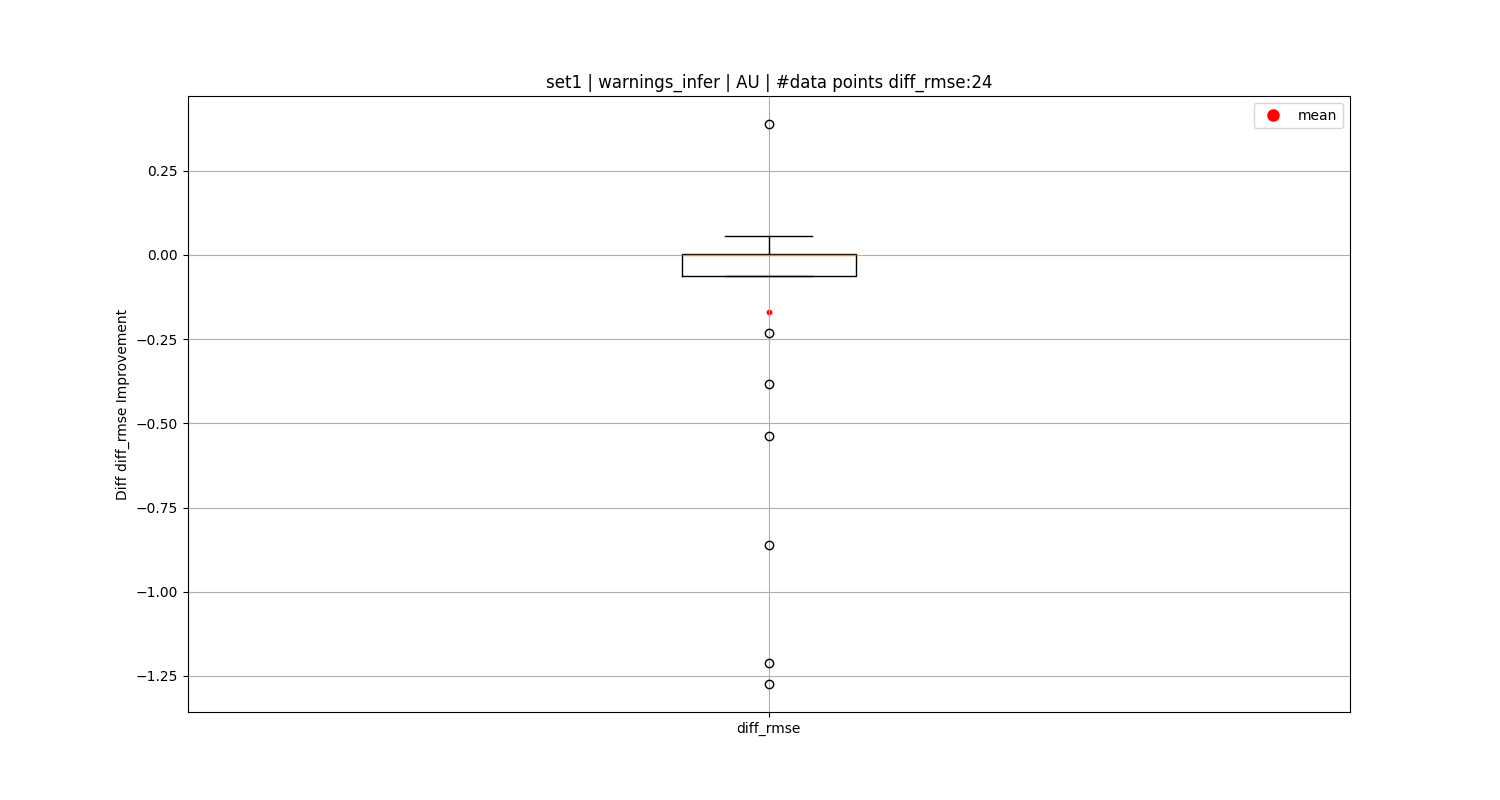 set1 | warnings_infer | AU | #data points diff_rmse:24
mean
0.25
0.00
−0.25
−0.50
−0.75
−1.00
−1.25
Diff diff_rmse Improvement
diff_rmse